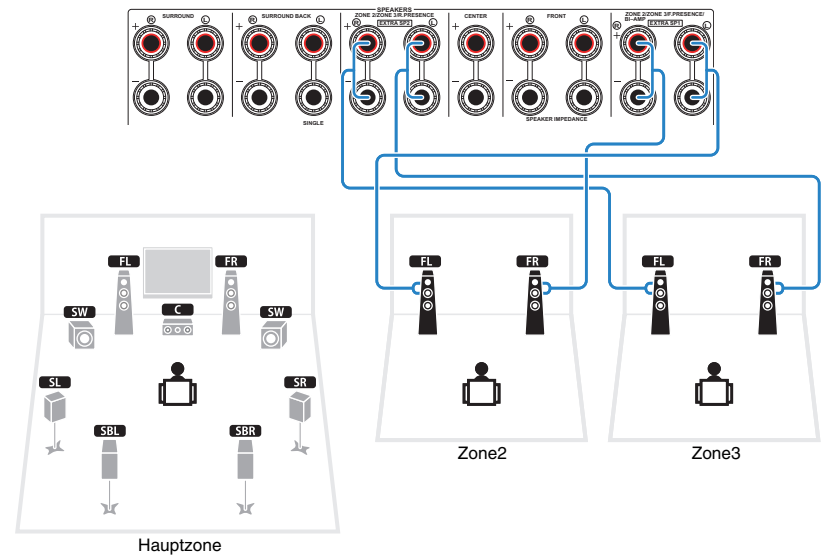 SPEAKERS
R SURROUND L
R SURROUND BACK L
ZONE 2/ZONE 3/R.PRESENCE
R EXTRA SP2 L
CENTER
R FRONT L
ZONE 2/ZONE 3/F.PRESENCE/
BI-AMP EXTRA SP1
R L
+ + + + + +
− − − − − −
SINGLE
SPEAKER IMPEDANCE
FL FR
SW C SW
SL SR
SBL SBR
Hauptzone
FL FR
Zone2
FL FR
Zone3